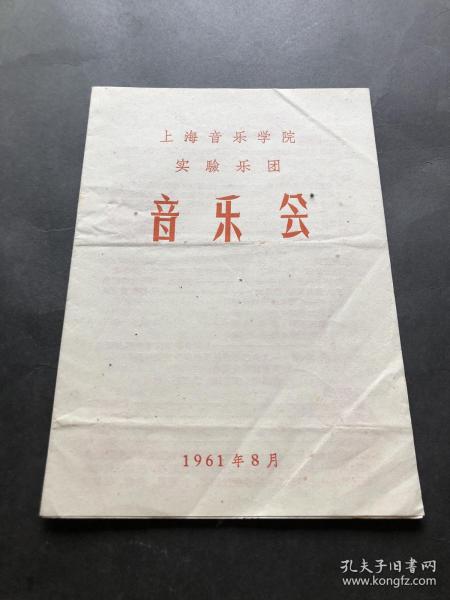 上海音乐学院
实驗乐团
音乐会
1961年8月
孔夫子旧书网
www.kongfz.com